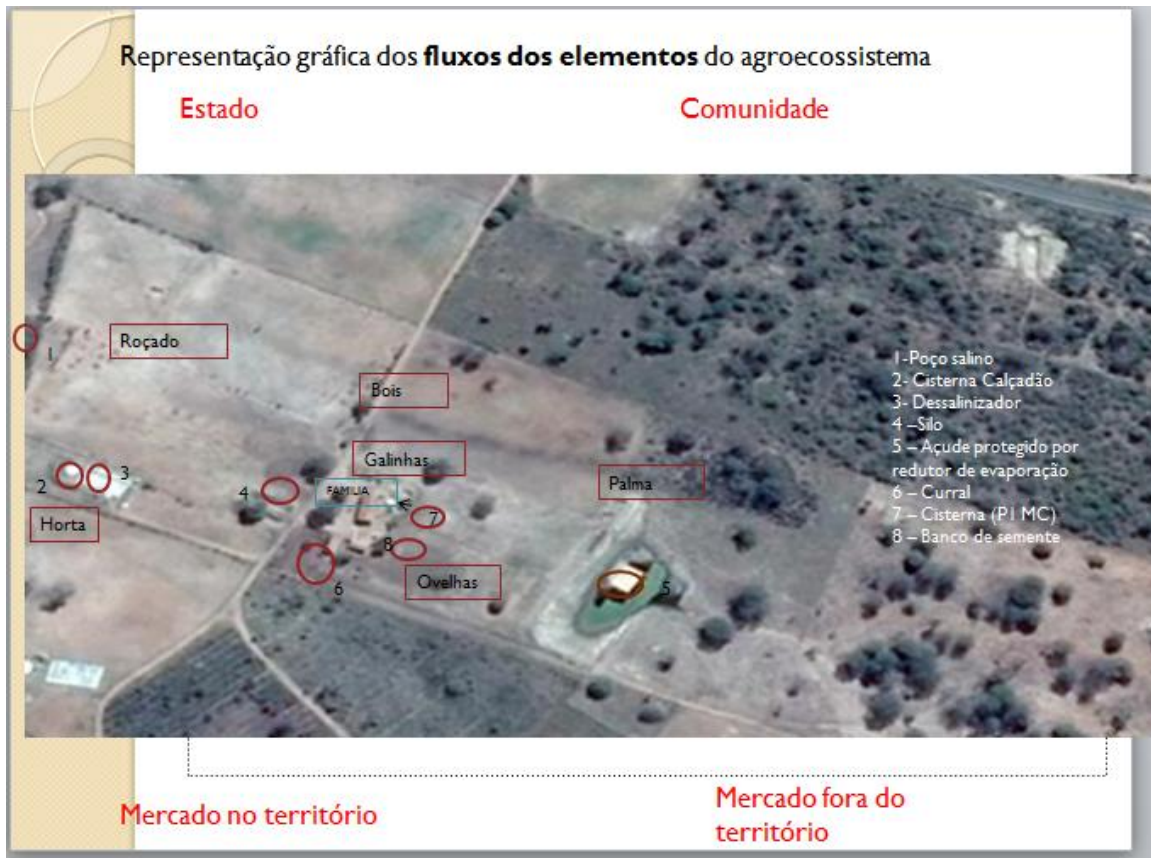 Representação gráfica dos fluxos dos elementos do agroecossistema
Estado
Comunidade
1
Roçado
Bois
Galinhas
FAMILIA
2
3
4
Horta
7
8
6
Ovelhas
Palma
5
1-Poço salino
2- Cisterna Calçadão
3- Dessalinizador
4 –Silo
5 – Açude protegido por
redutor de evaporação
6 – Curral
7 – Cisterna (P1 MC)
8 – Banco de semente
Mercado no território
Mercado fora do
território